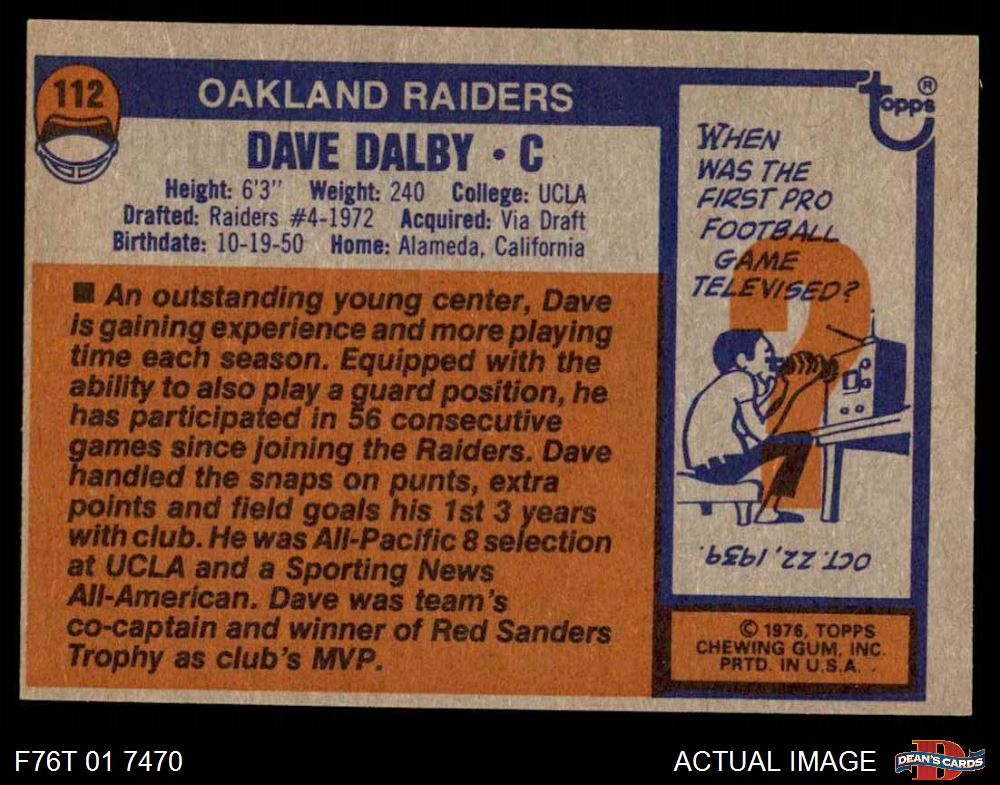 112
OAKLAND RAIDERS
DAVE DALBY • C
Height: 6'3" Weight: 240 College: UCLA
Drafted: Raiders #4-1972 Acquired: Via Draft
Birthdate: 10-19-50 Home: Alameda, California
■ An outstanding young center, Dave
is gaining experience and more playing
time each season. Equipped with the
ability to also play a guard position, he
has participated in 56 consecutive
games since joining the Raiders. Dave
handled the snaps on punts, extra
points and field goals his 1st 3 years
with club. He was All-Pacific 8 selection
at UCLA and a Sporting News
All-American. Dave was team's
co-captain and winner of Red Sanders
Trophy as club's MVP.
topps®
WHEN
WAS THE
FIRST PRO
FOOTBALL
GAME
TELEVISED?
?
OCT. 22, 1939.
© 1976, TOPPS
CHEWING GUM, INC.
PRTD. IN U.S.A.
F76T 01 7470
ACTUAL IMAGE
D
DEAN'S CARDS